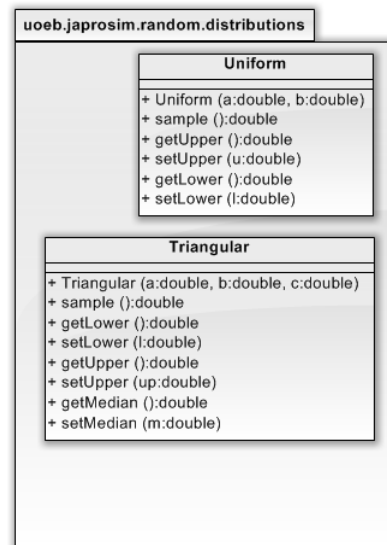 uoeb.japrosim.random.distributions
Uniform
+ Uniform (a:double, b:double)
+ sample ():double
+ getUpper ():double
+ setUpper (u:double)
+ getLower ():double
+ setLower (l:double)
Triangular
+ Triangular (a:double, b:double, c:double)
+ sample ():double
+ getLower ():double
+ setLower (l:double)
+ getUpper ():double
+ setUpper (up:double)
+ getMedian ():double
+ setMedian (m:double)